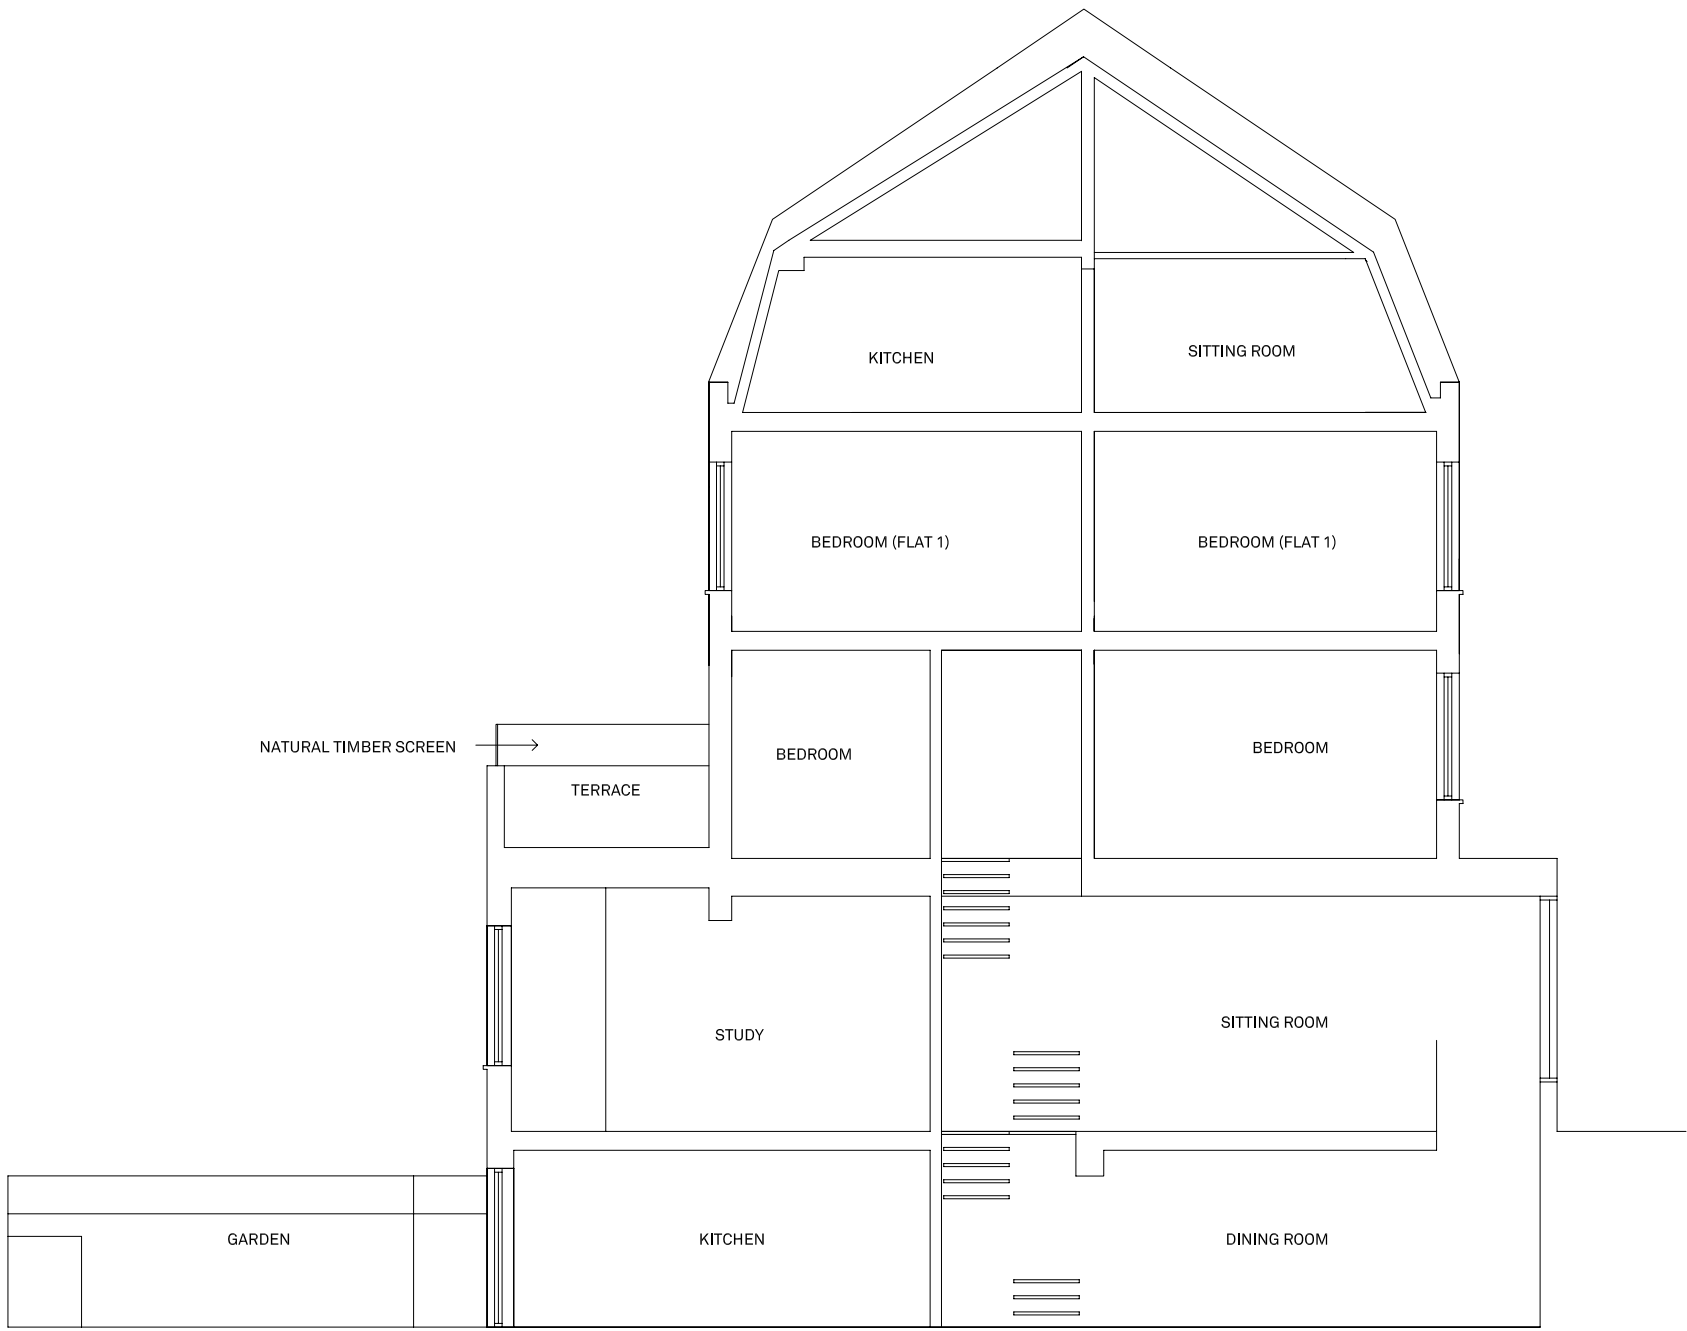 KITCHEN
SITTING ROOM
BEDROOM (FLAT 1)
BEDROOM (FLAT 1)
NATURAL TIMBER SCREEN
BEDROOM
BEDROOM
TERRACE
STUDY
SITTING ROOM
GARDEN
KITCHEN
DINING ROOM